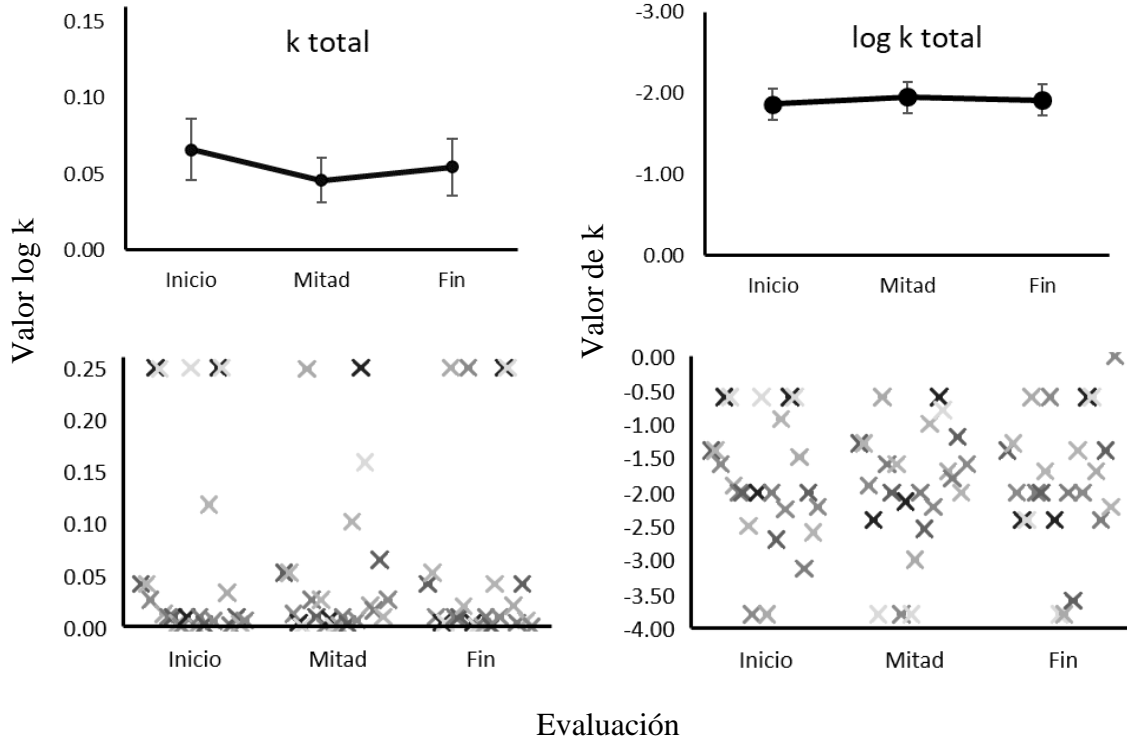 k total
0.15
0.10
0.05
0.00
Inicio Mitad Fin
log k total
-3.00
-2.00
-1.00
0.00
Inicio Mitad Fin
Valor log k
Valor de k
0.25
0.20
0.15
0.10
0.05
0.00
Inicio Mitad Fin
0.00
-0.50
-1.00
-1.50
-2.00
-2.50
-3.00
-3.50
-4.00
Inicio Mitad Fin
Evaluación